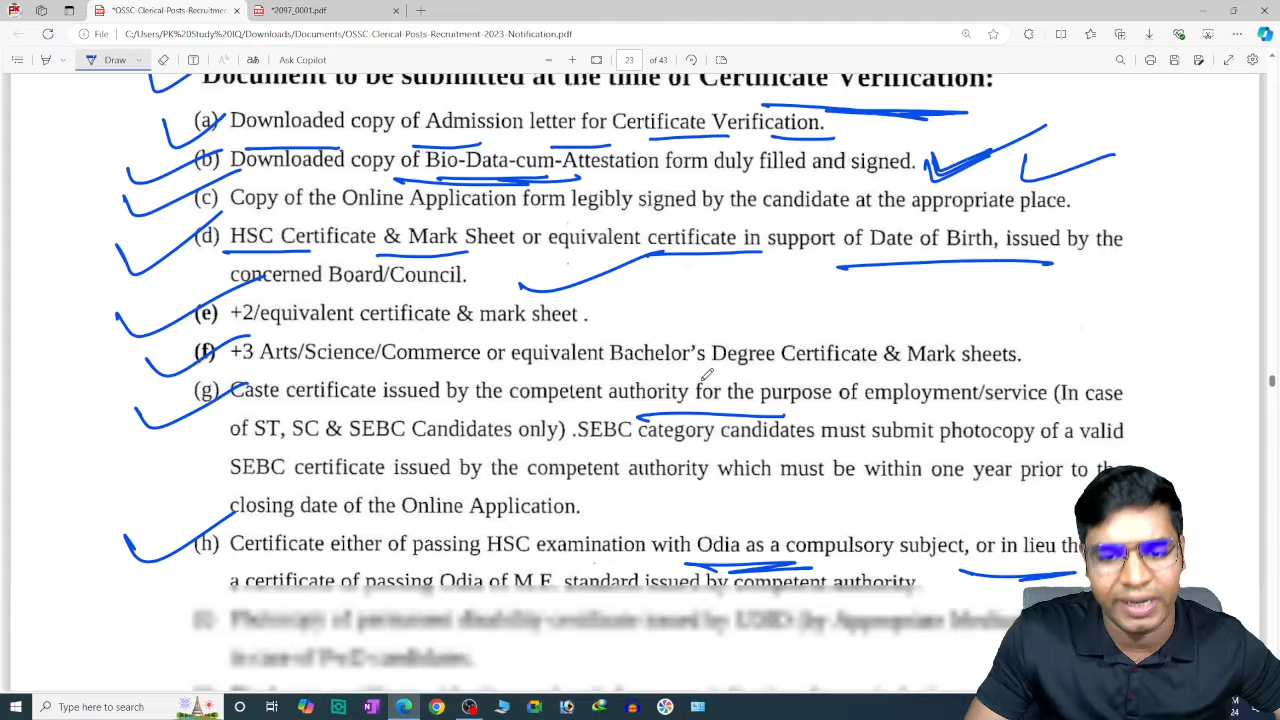 *OSSC-Clerical-Posts-Recruitmen
*2097_0001.pdf
File
C:/Users/PK%20Study%20IQ/Downloads/Documents/OSSC-Clerical-Posts-Recruitment-2023-Notification.pdf
Draw
Ask Copilot
23
of 43
Document to be submitted at the time of Certificate Verification:
(a) Downloaded copy of Admission letter for Certificate Verification.
(b) Downloaded copy of Bio-Data-cum-Attestation form duly filled and signed.
(c) Copy of the Online Application form legibly signed by the candidate at the appropriate place.
(d) HSC Certificate & Mark Sheet or equivalent certificate in support of Date of Birth, issued by the
concerned Board/Council.
(e) +2/equivalent certificate & mark sheet .
(f) +3 Arts/Science/Commerce or equivalent Bachelor's Degree Certificate & Mark sheets.
(g) Caste certificate issued by the competent authority for the purpose of employment/service (In case
of ST, SC & SEBC Candidates only) .SEBC category candidates must submit photocopy of a valid
SEBC certificate issued by the competent authority which must be within one year prior to the
closing date of the Online Application.
(h) Certificate either of passing HSC examination with Odia as a compulsory subject, or in lieu
a certificate of passing Odia of M.E. standard issued by competent authority.
Type here to search